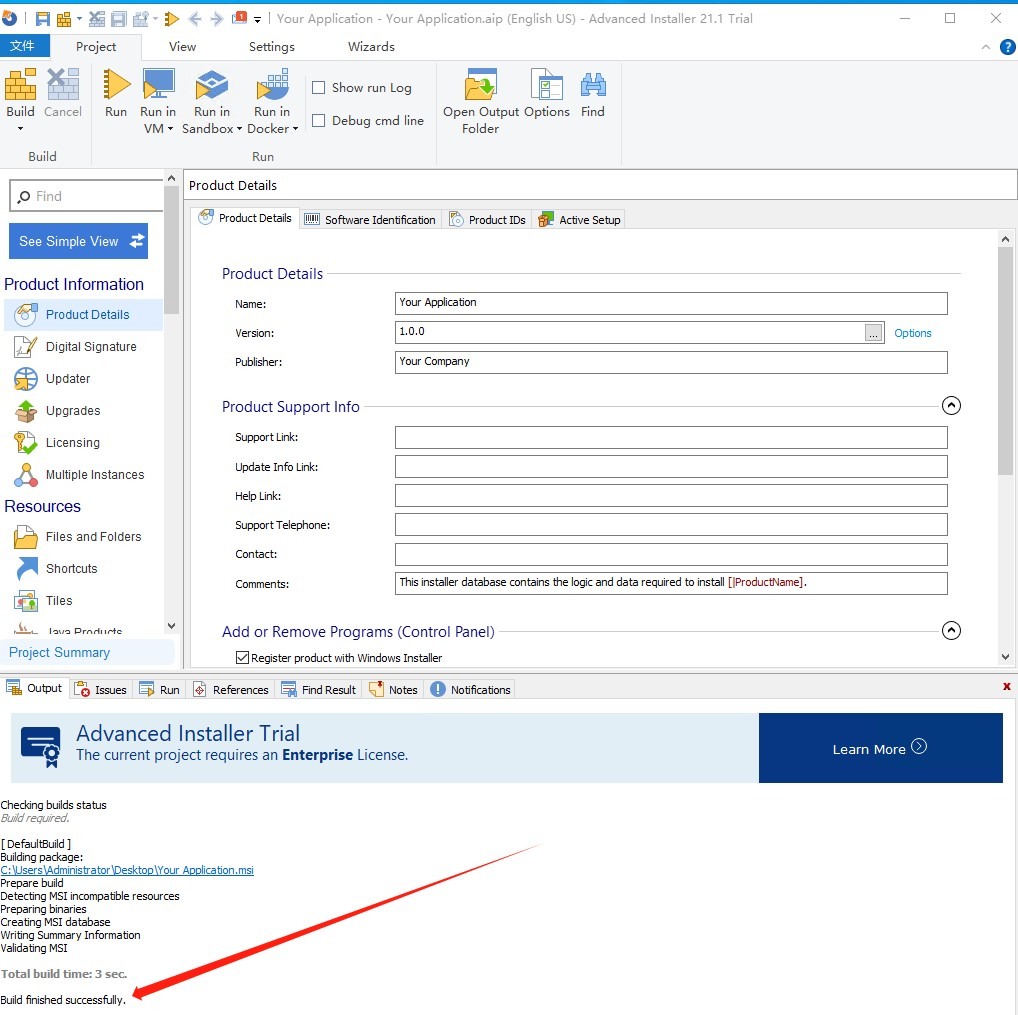 Your Application - Your Application.aip (English US) - Advanced Installer 21.1 Trial
文件
Project
View
Settings
Wizards
Build
Cancel
Run
Run in VM
Run in Sandbox
Run in Docker
Show run Log
Debug cmd line
Open Output Folder
Options
Find
Build
Run
Find
See Simple View
Product Information
Product Details
Digital Signature
Updater
Upgrades
Licensing
Multiple Instances
Resources
Files and Folders
Shortcuts
Tiles
Java Products
Project Summary
Product Details
Product Details
Software Identification
Product IDs
Active Setup
Product Details
Name: Your Application
Version: 1.0.0 ... Options
Publisher: Your Company
Product Support Info
Support Link:
Update Info Link:
Help Link:
Support Telephone:
Contact:
Comments: This installer database contains the logic and data required to install [|ProductName].
Add or Remove Programs (Control Panel)
Register product with Windows Installer
Output
Issues
Run
References
Find Result
Notes
Notifications
Advanced Installer Trial
The current project requires an Enterprise License.
Learn More
Checking builds status
Build required.
[ DefaultBuild ]
Building package:
C:\Users\Administrator\Desktop\Your Application.msi
Prepare build
Detecting MSI incompatible resources
Preparing binaries
Creating MSI database
Writing Summary Information
Validating MSI
Total build time: 3 sec.
Build finished successfully.